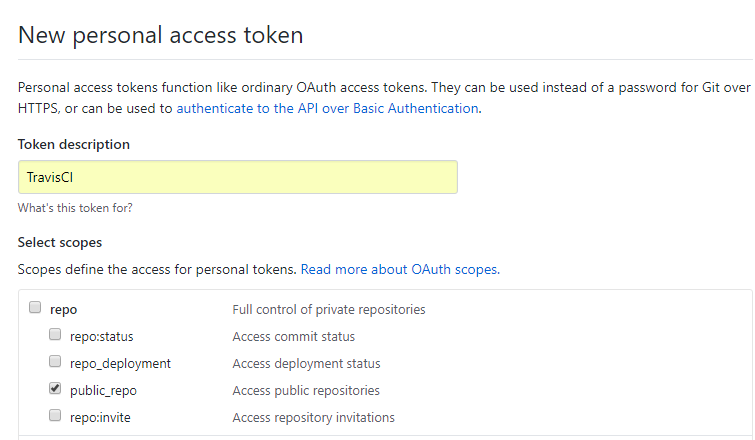 New personal access token
Personal access tokens function like ordinary OAuth access tokens. They can be used instead of a password for Git over
HTTPS, or can be used to authenticate to the API over Basic Authentication.
Token description
TravisCI
What's this token for?
Select scopes
Scopes define the access for personal tokens. Read more about OAuth scopes.
repo Full control of private repositories
repo:status Access commit status
repo_deployment Access deployment status
public_repo Access public repositories
repo:invite Access repository invitations